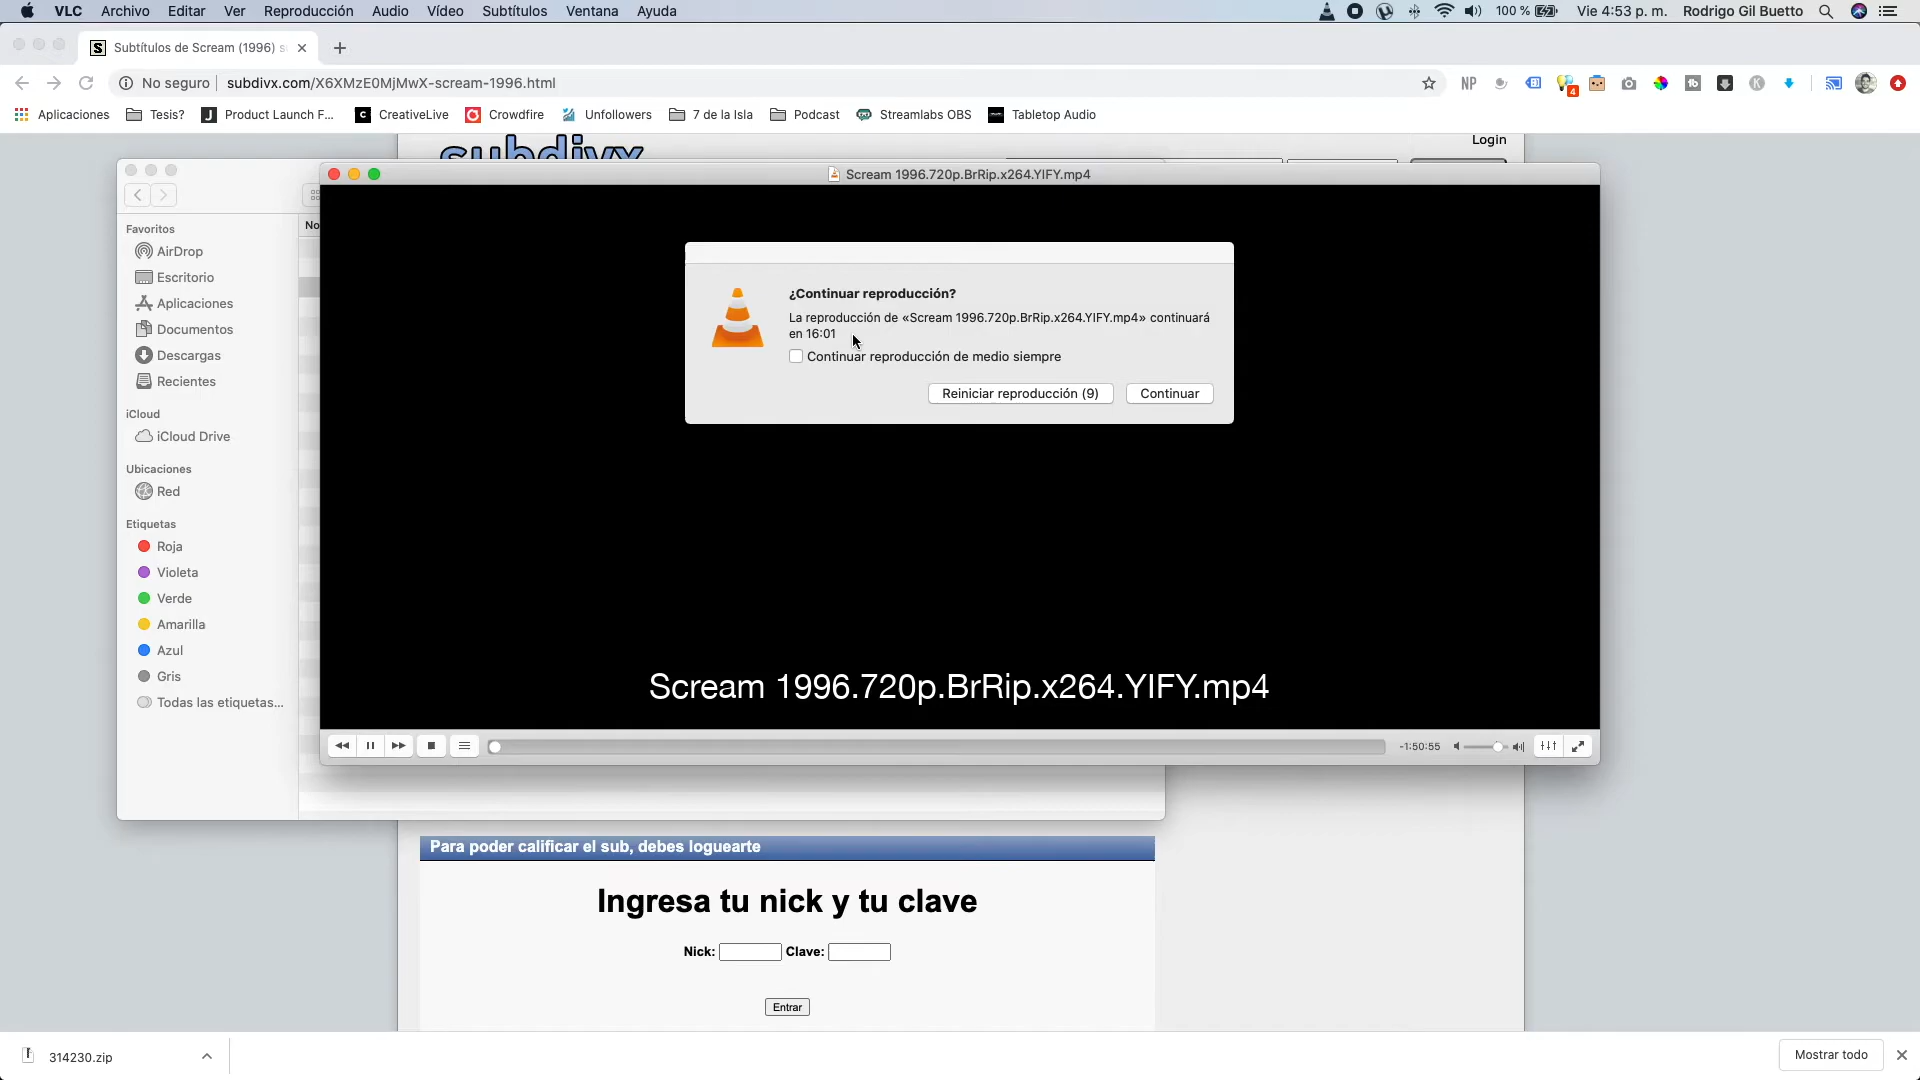 VLC Archivo Editar Ver Reproducción Audio Vídeo Subtítulos Ventana Ayuda 100 % Vie 4:53 p. m. Rodrigo Gil Buetto
Subtítulos de Scream (1996) s
No seguro subdivx.com/X6XMzE0MjMwX-scream-1996.html NP 4
Aplicaciones Tesis? Product Launch F... CreativeLive Crowdfire Unfollowers 7 de la Isla Podcast Streamlabs OBS Tabletop Audio
subdivx
Login
Scream 1996.720p.BrRip.x264.YIFY.mp4
Favoritos
No
AirDrop
Escritorio
Aplicaciones
Documentos
Descargas
Recientes
iCloud
iCloud Drive
Ubicaciones
Red
Etiquetas
Roja
Violeta
Verde
Amarilla
Azul
Gris
Todas las etiquetas...
¿Continuar reproducción?
La reproducción de «Scream 1996.720p.BrRip.x264.YIFY.mp4» continuará
en 16:01
Continuar reproducción de medio siempre
Reiniciar reproducción (9) Continuar
Scream 1996.720p.BrRip.x264.YIFY.mp4
-1:50:55
Para poder calificar el sub, debes loguearte
Ingresa tu nick y tu clave
Nick: Clave:
Entrar
314230.zip
Mostrar todo